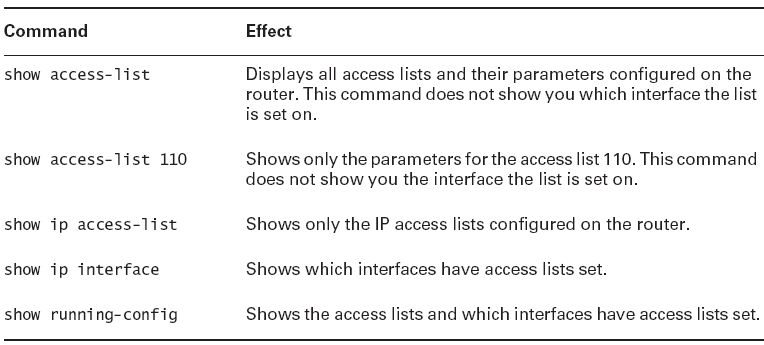 Command Effect
show access-list Displays all access lists and their parameters configured on the
router. This command does not show you which interface the list
is set on.
show access-list 110 Shows only the parameters for the access list 110. This command
does not show you the interface the list is set on.
show ip access-list Shows only the IP access lists configured on the router.
show ip interface Shows which interfaces have access lists set.
show running-config Shows the access lists and which interfaces have access lists set.